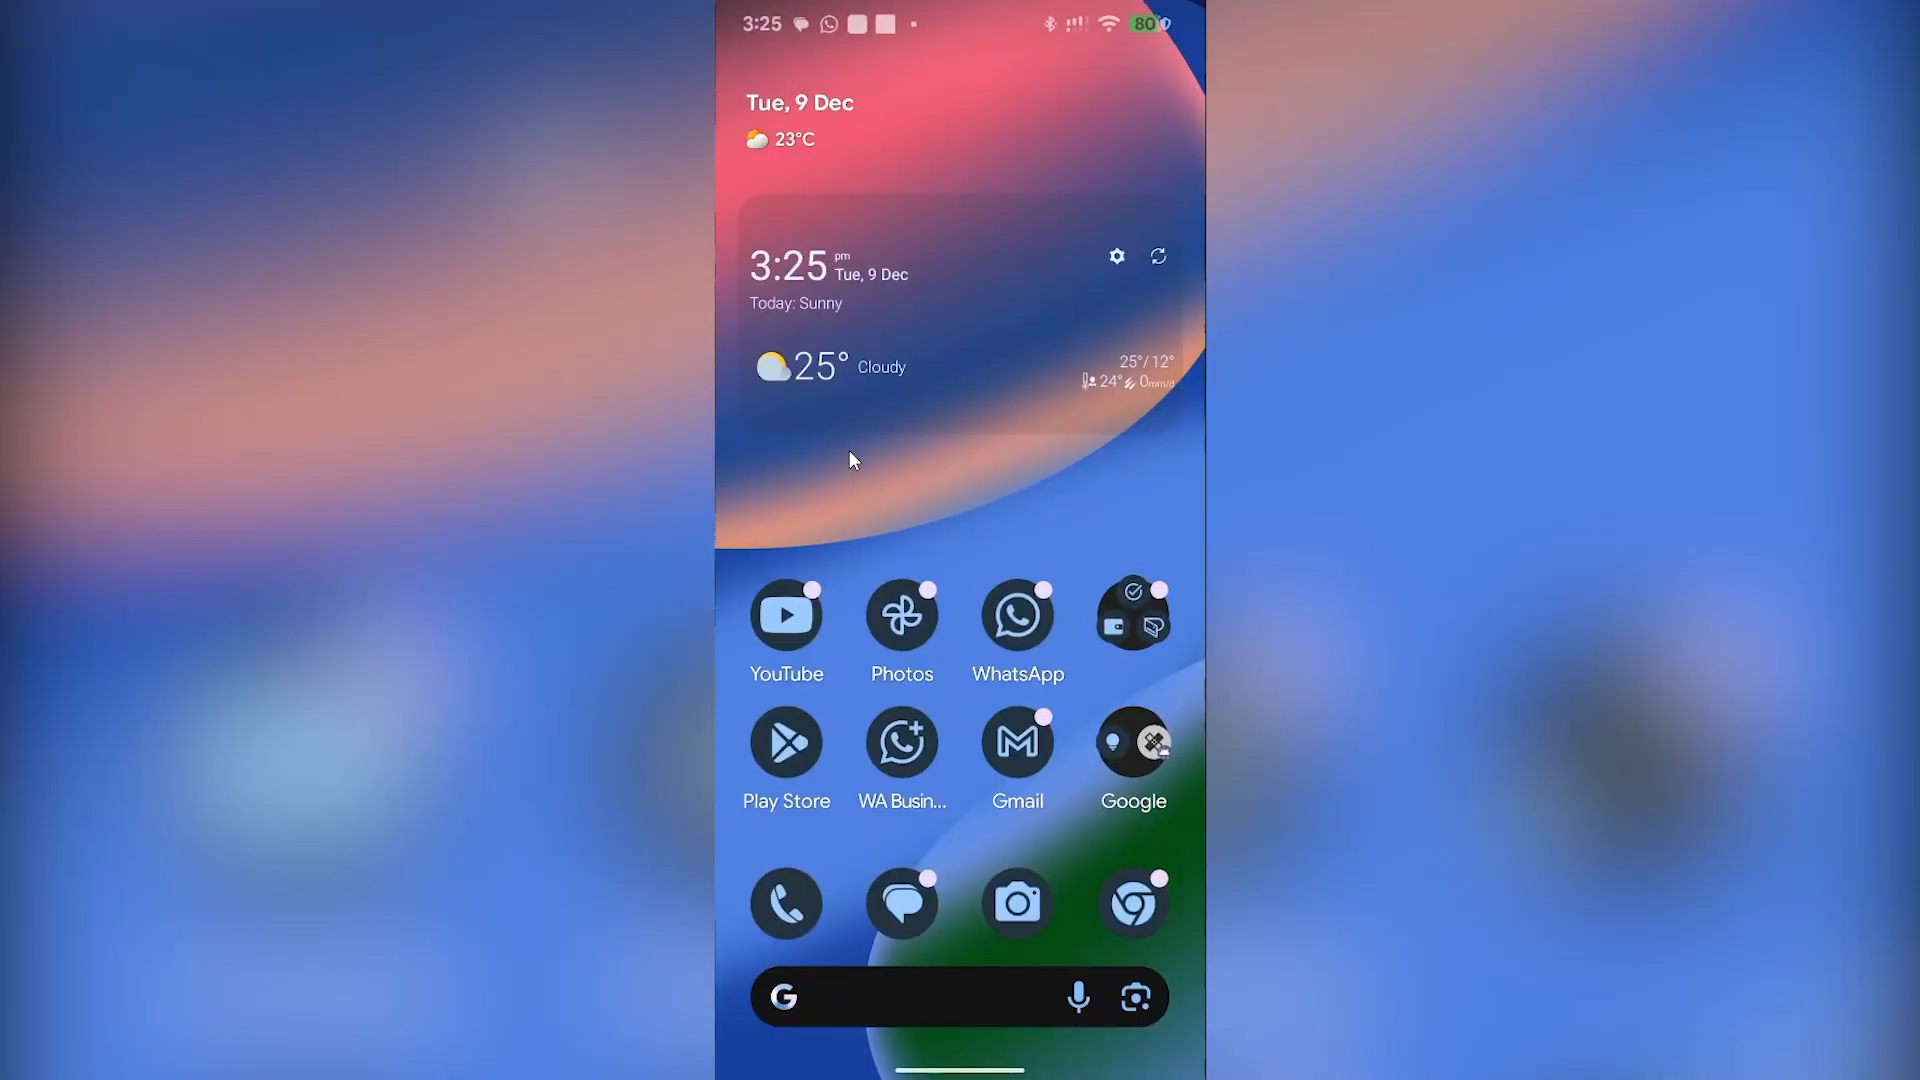 3:25
80
Tue, 9 Dec
23°C
3:25 pm
Tue, 9 Dec
Today: Sunny
25° Cloudy
25°/12°
24° 0mm/d
YouTube Photos WhatsApp
Play Store WA Busin... Gmail Google
G